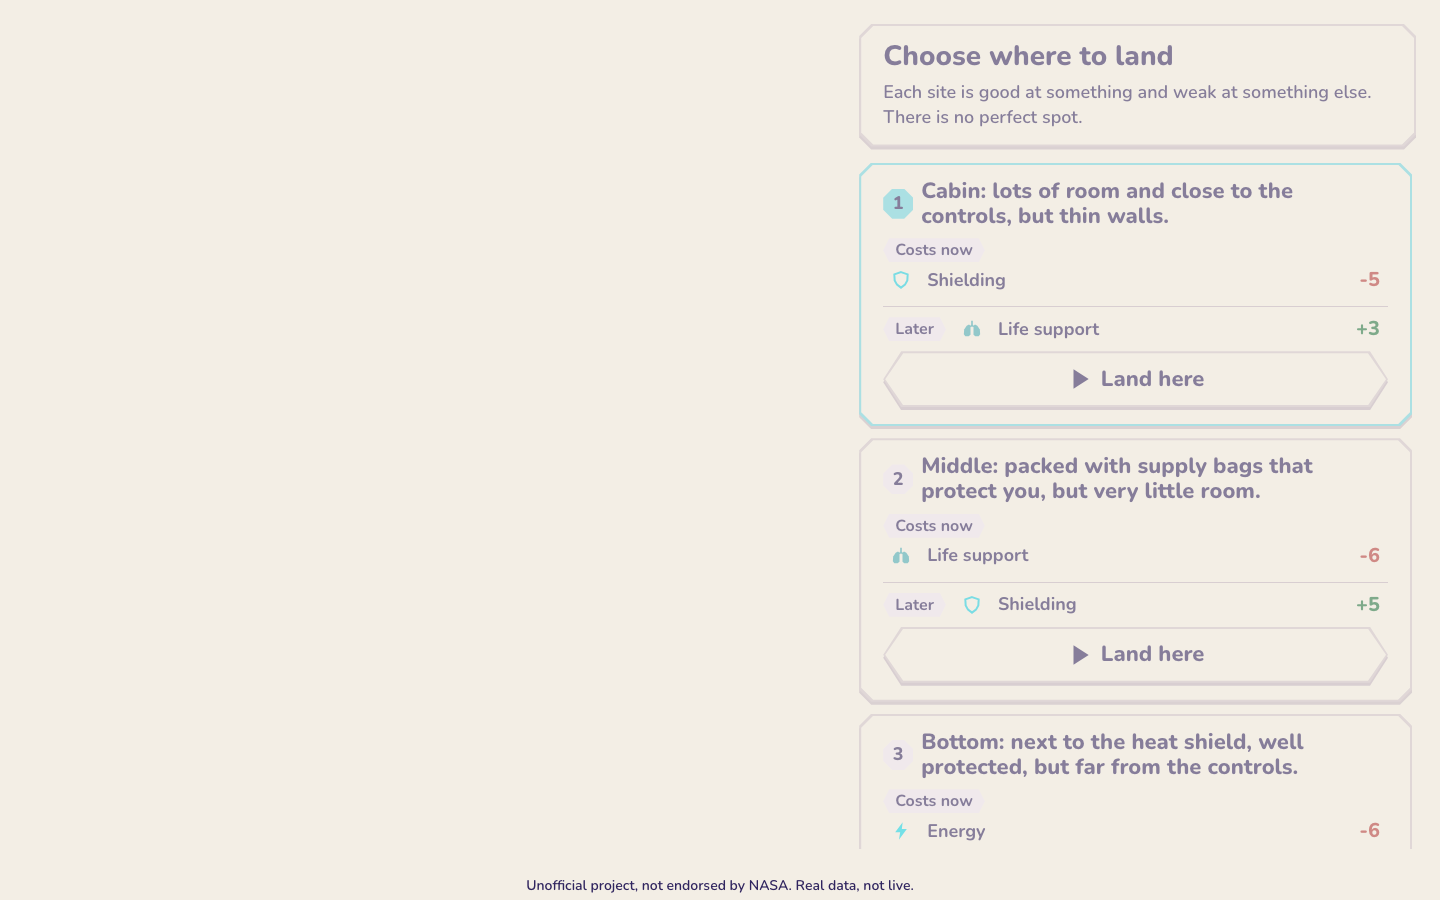 Choose where to land
Each site is good at something and weak at something else.
There is no perfect spot.
1
Cabin: lots of room and close to the
controls, but thin walls.
Costs now
Shielding -5
Later Life support +3
Land here
2
Middle: packed with supply bags that
protect you, but very little room.
Costs now
Life support -6
Later Shielding +5
Land here
3
Bottom: next to the heat shield, well
protected, but far from the controls.
Costs now
Energy -6
Unofficial project, not endorsed by NASA. Real data, not live.